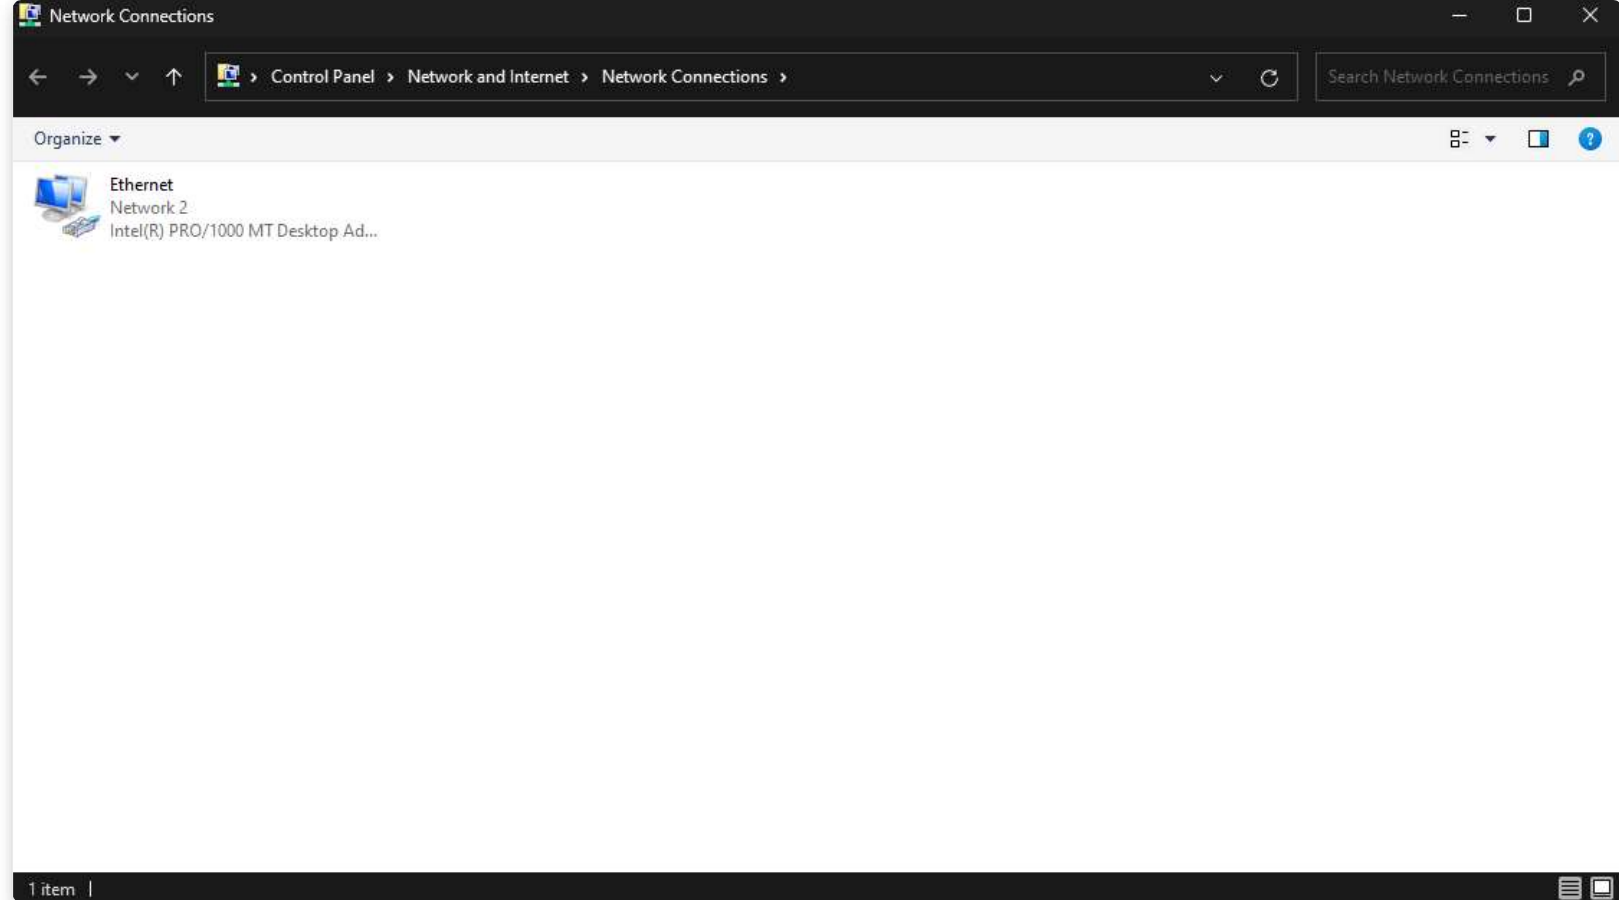 Network Connections
Control Panel > Network and Internet > Network Connections >
Search Network Connections
Organize
Ethernet
Network 2
Intel(R) PRO/1000 MT Desktop Ad...
1 item